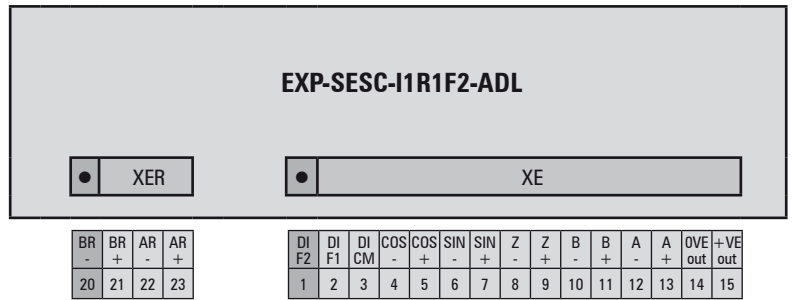 EXP-SESC-I1R1F2-ADL
XER
XE
BR - BR + AR - AR +
20 21 22 23
DI F2 DI F1 DI CM COS - COS + SIN - SIN + Z - Z + B - B + A - A + 0VE out +VE out
1 2 3 4 5 6 7 8 9 10 11 12 13 14 15